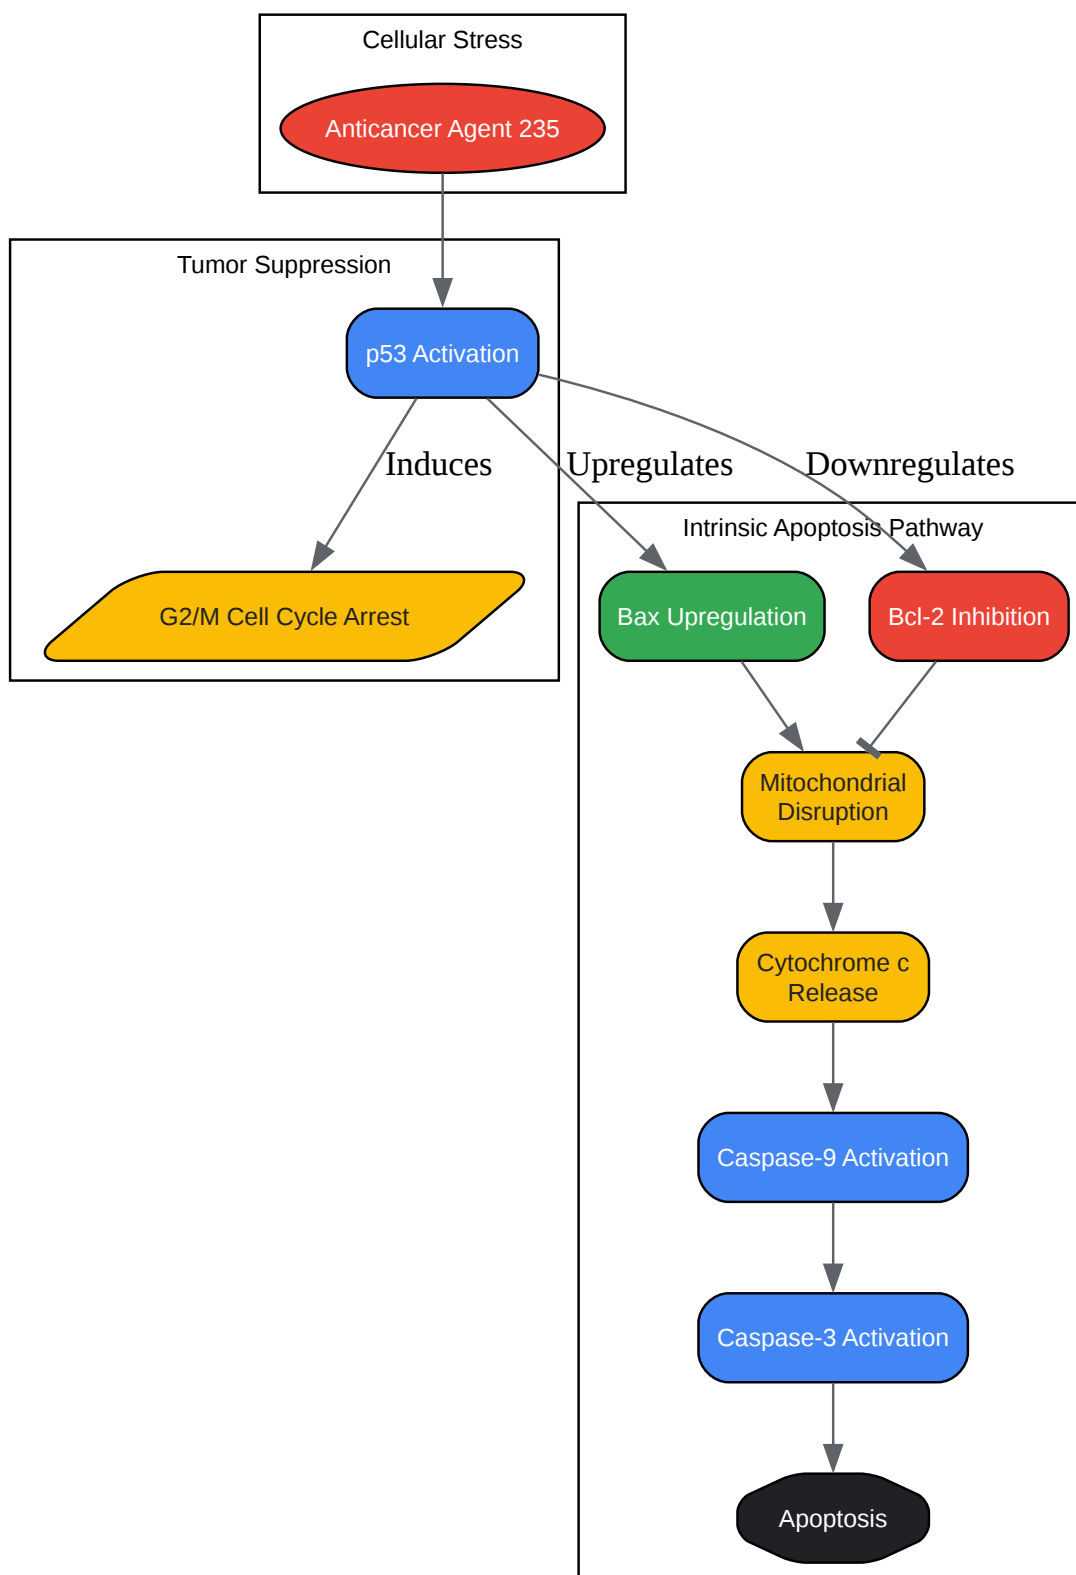 Cellular Stress
Anticancer Agent 235
Tumor Suppression
p53 Activation
Induces
Upregulates
Downregulates
Intrinsic Apoptosis Pathway
G2/M Cell Cycle Arrest
Bax Upregulation
Bcl-2 Inhibition
Mitochondrial
Disruption
Cytochrome c
Release
Caspase-9 Activation
Caspase-3 Activation
Apoptosis